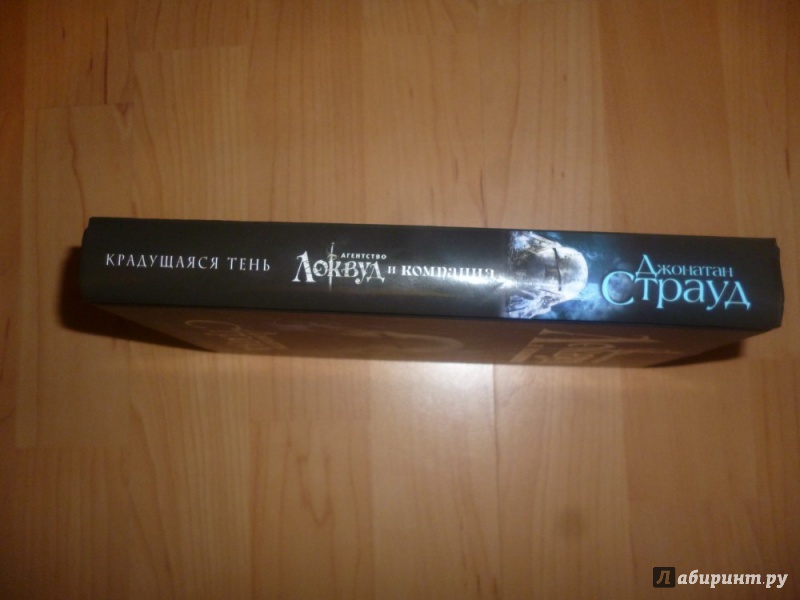 КРАДУЩАЯСЯ ТЕНЬ
АГЕНТСТВО
ЛОКВУД и компания
Джонатан
Страуд
Лабиринт.ру